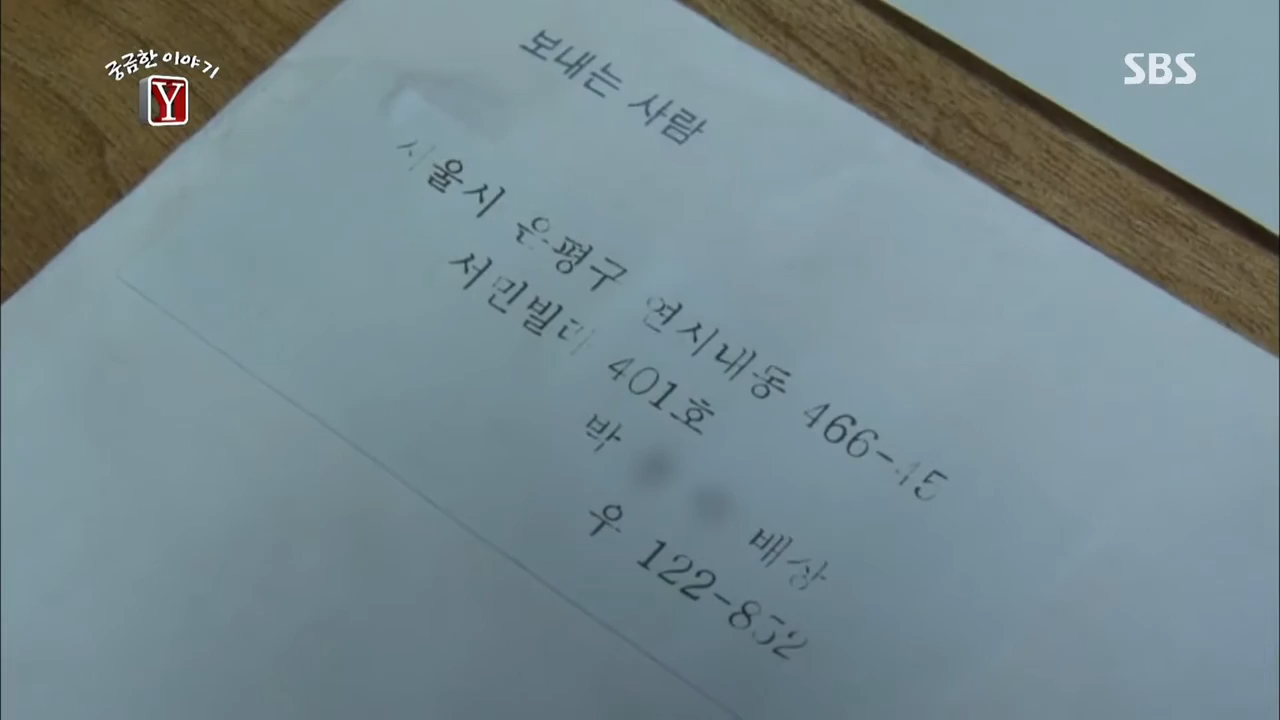 궁금한 이야기
Y
SBS
보내는 사람
서울시 은평구 연시내동 466-45
서민빌라 401호
박
배상
우 122-852